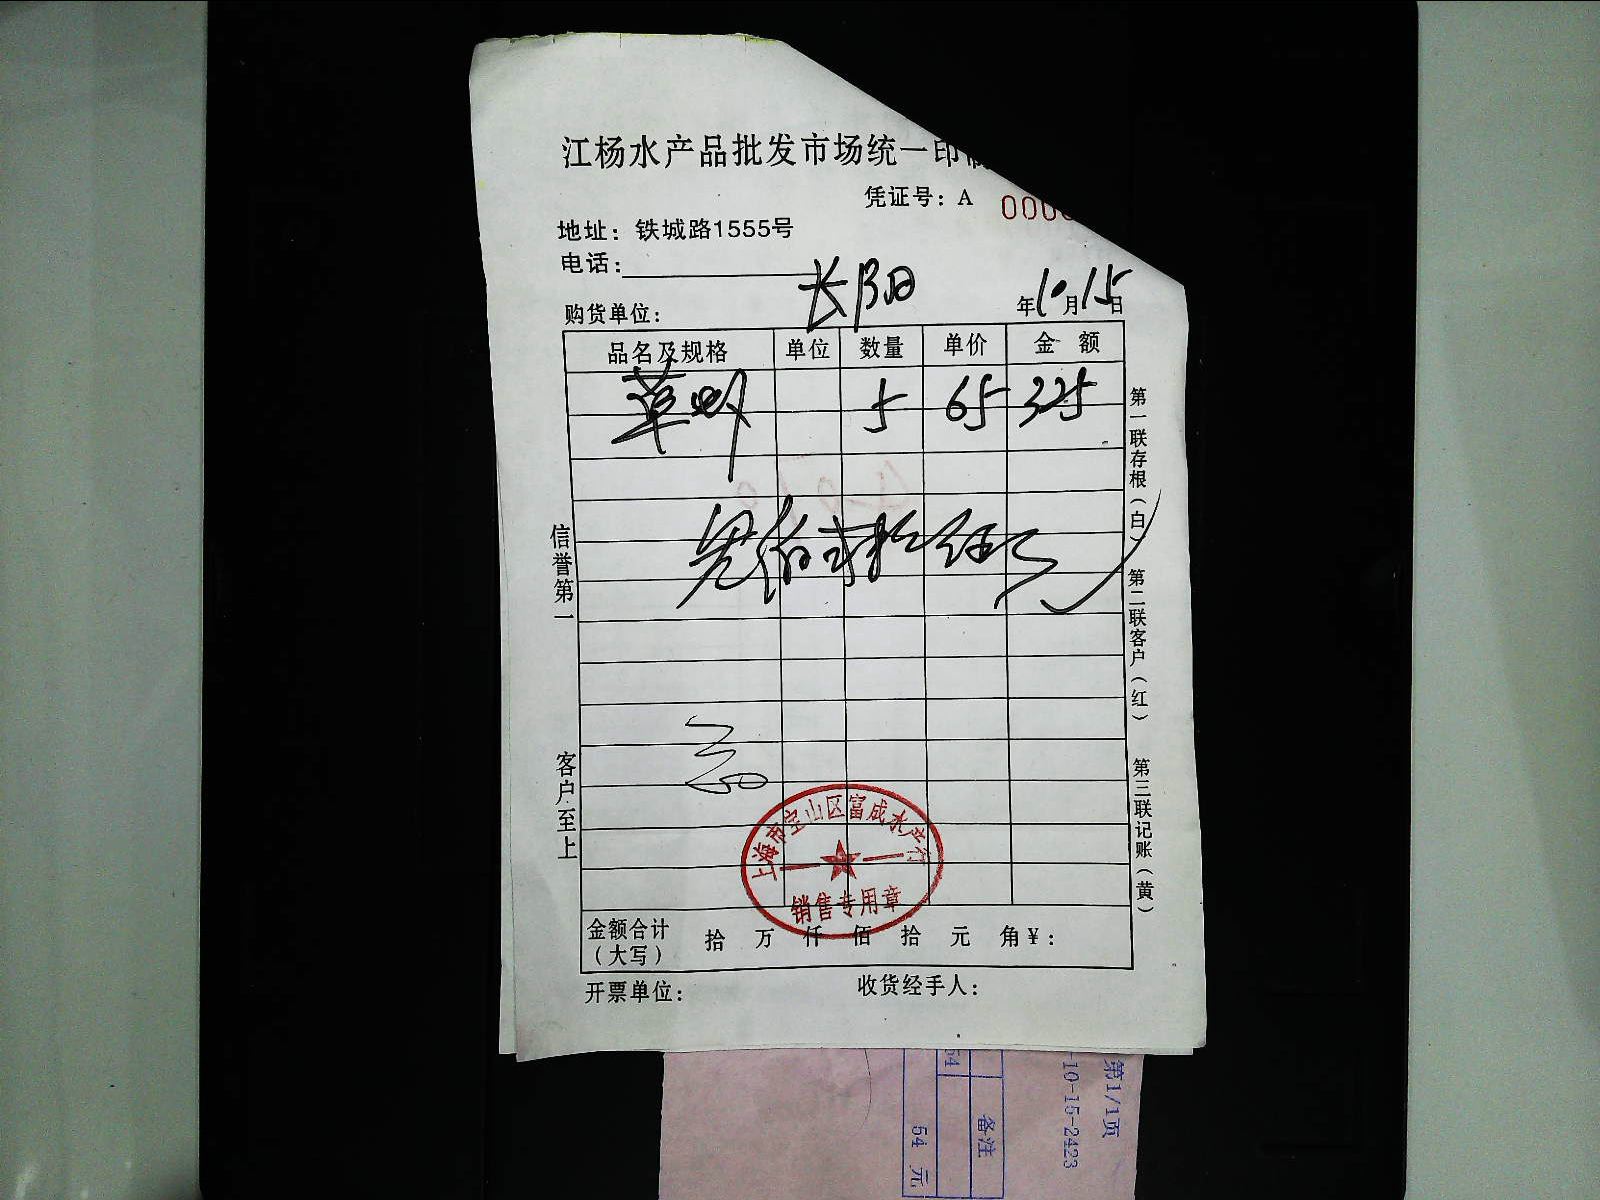 江杨水产品批发市场统一印制
凭证号：A 000
地址：铁城路1555号
电话：
长阳
购货单位：
年10月15日
品名及规格 单位 数量 单价 金 额
草虾 5 65 325
叁佰贰拾伍元
信誉第一
客户至上
第一联存根（白）
第二联客户（红）
第三联记账（黄）
上海市宝山区富成水产行
销售专用章
金额合计（大写） 拾 万 仟 佰 拾 元 角 ¥：
开票单位：
收货经手人：
第1/1页
-10-15-2423
备注
54
54 元